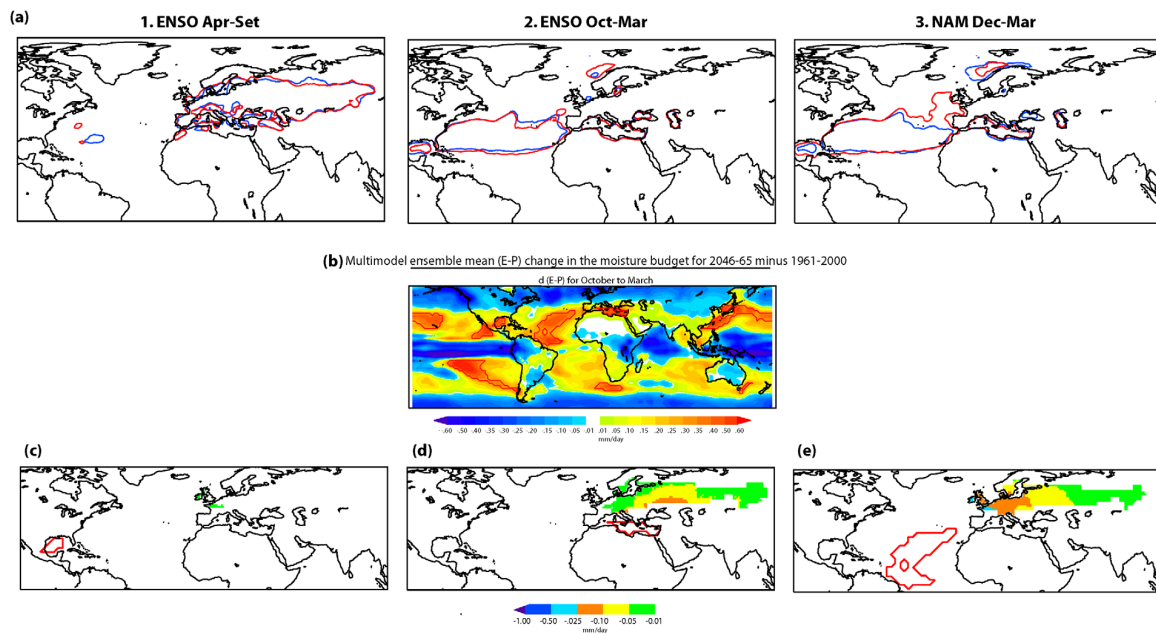 (a)
1. ENSO Apr-Set
2. ENSO Oct-Mar
3. NAM Dec-Mar
(b) Multimodel ensemble mean (E-P) change in the moisture budget for 2046-65 minus 1961-2000
d (E-P) for October to March
-.60 .50 .40 .35 .30 .25 .20 .15 .10 .05 .01 .01 .05 .10 .15 .20 .25 .30 .35 .40 .50 .60
mm/day
(c)
(d)
(e)
-1.00 -0.50 -0.025 -0.10 -0.05 -0.01
mm/day